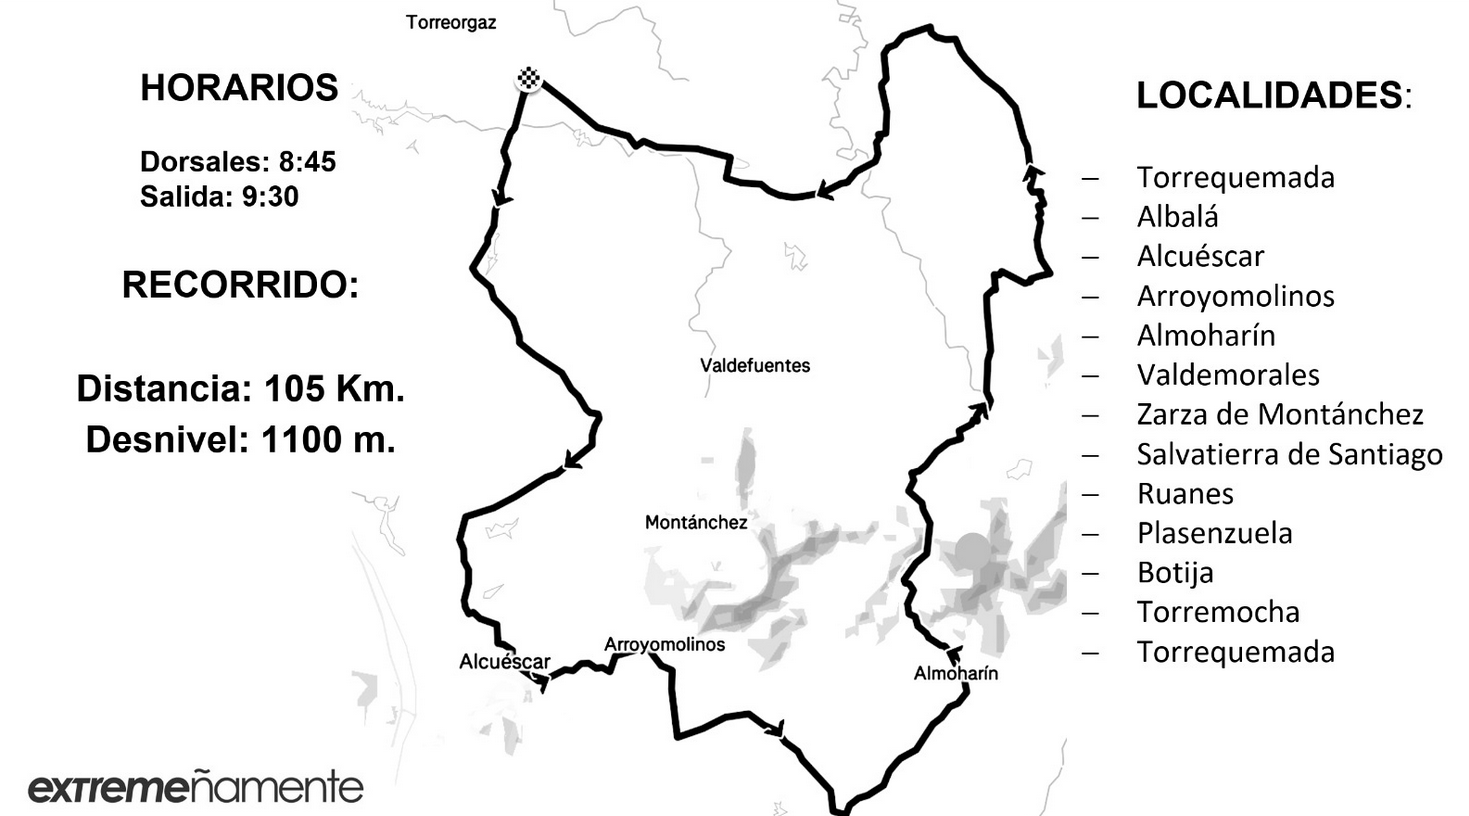 HORARIOS
Dorsales: 8:45
Salida: 9:30
RECORRIDO:
Distancia: 105 Km.
Desnivel: 1100 m.
extremeñamente
Torreorgaz
Valdefuentes
Montánchez
Arroyomolinos
Alcuéscar
Almoharín
LOCALIDADES:
– Torrequemada
– Albalá
– Alcuéscar
– Arroyomolinos
– Almoharín
– Valdemorales
– Zarza de Montánchez
– Salvatierra de Santiago
– Ruanes
– Plasenzuela
– Botija
– Torremocha
– Torrequemada